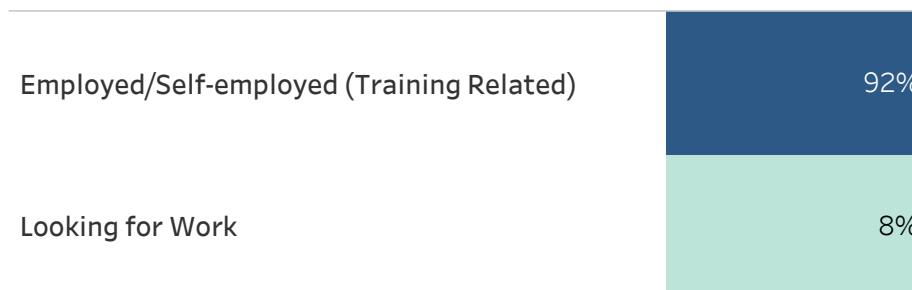 Employed/Self-employed (Training Related) 92%
Looking for Work 8%